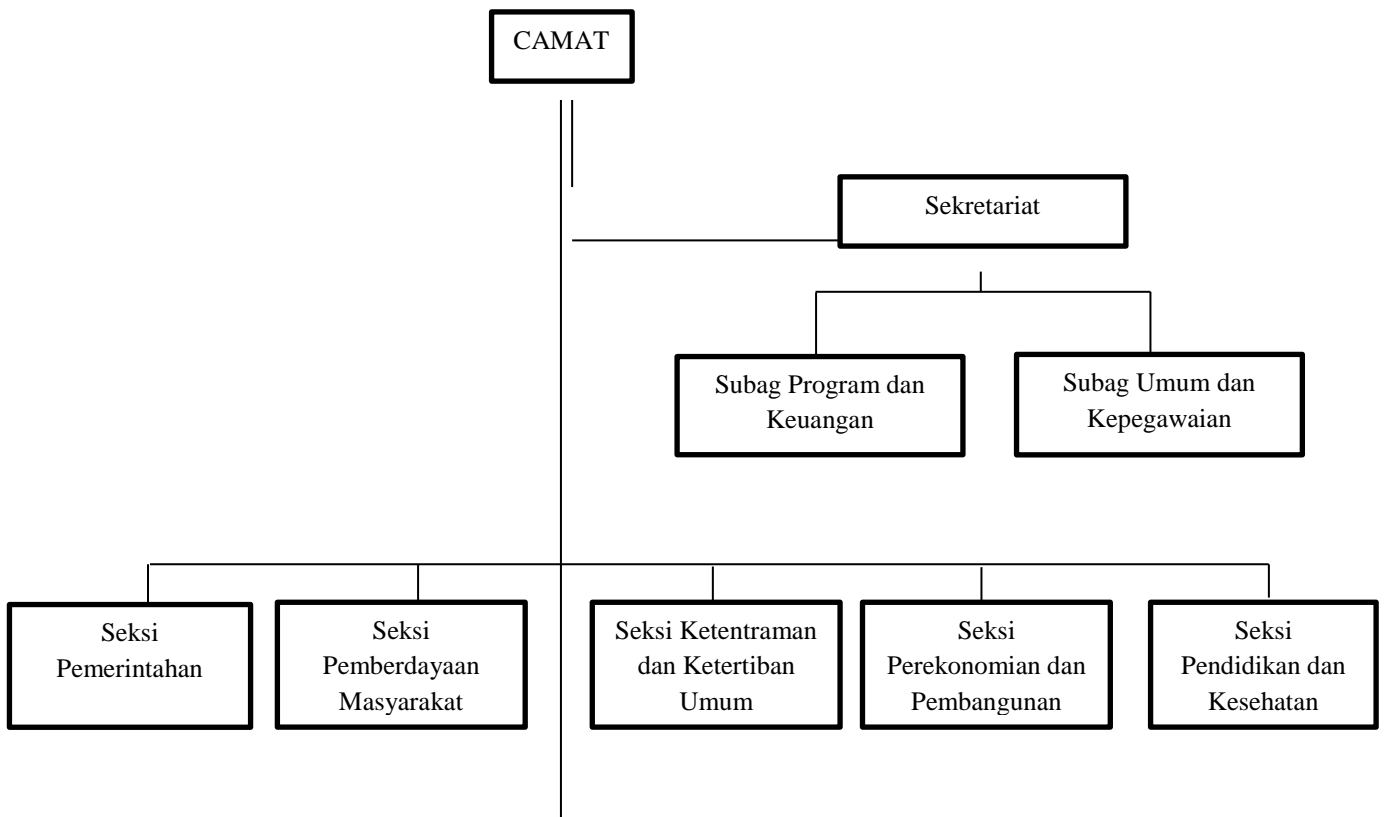 CAMAT
Sekretariat
Subag Program dan
Keuangan
Subag Umum dan
Kepegawaian
Seksi
Pemerintahan
Seksi
Pemberdayaan
Masyarakat
Seksi Ketentraman
dan Ketertiban
Umum
Seksi
Perekonomian dan
Pembangunan
Seksi
Pendidikan dan
Kesehatan